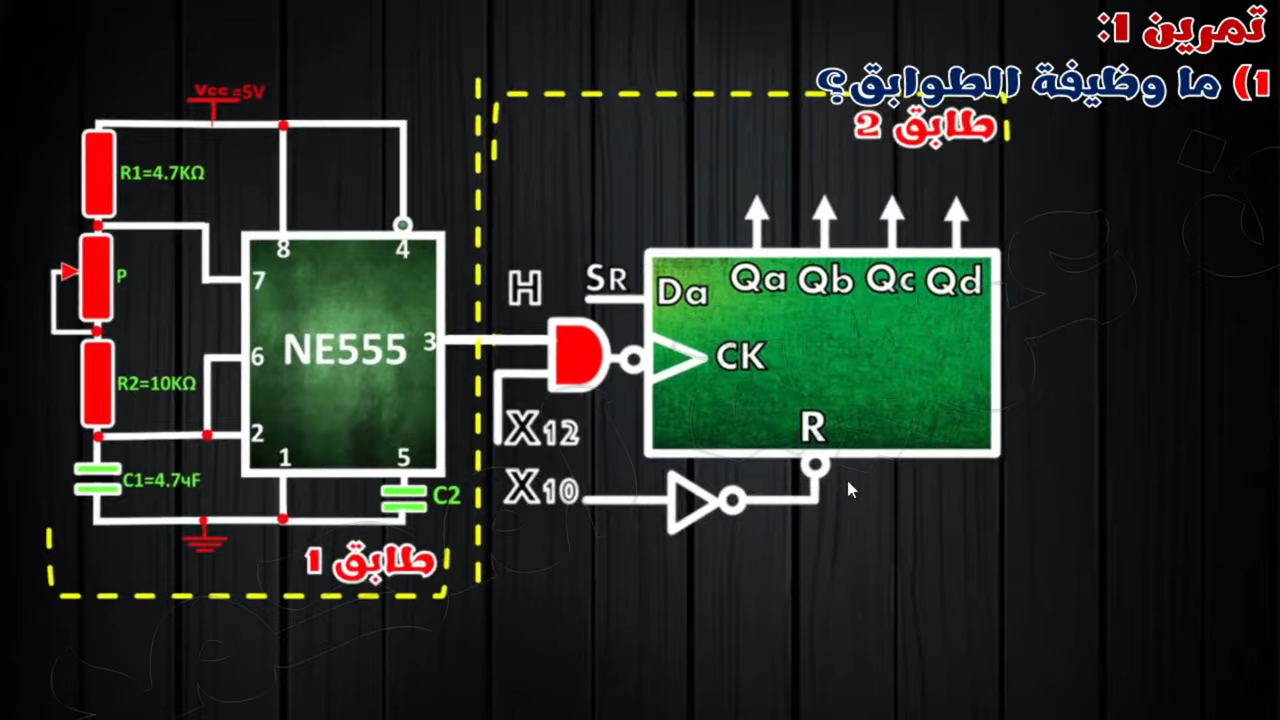 تمرين 1:
1) ما وظيفة الطوابق؟
طابق 2
Vcc=5V
R1=4.7KΩ
P
R2=10KΩ
C1=4.7чF
8
4
7
NE555
3
6
2
1
5
C2
طابق 1
H
SR
X12
X10
Da
Qa Qb Qc Qd
CK
R